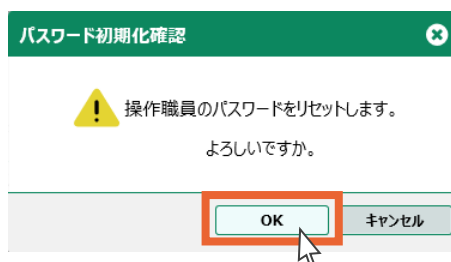 パスワード初期化確認
操作職員のパスワードをリセットします。
よろしいですか。
OK
キャンセル